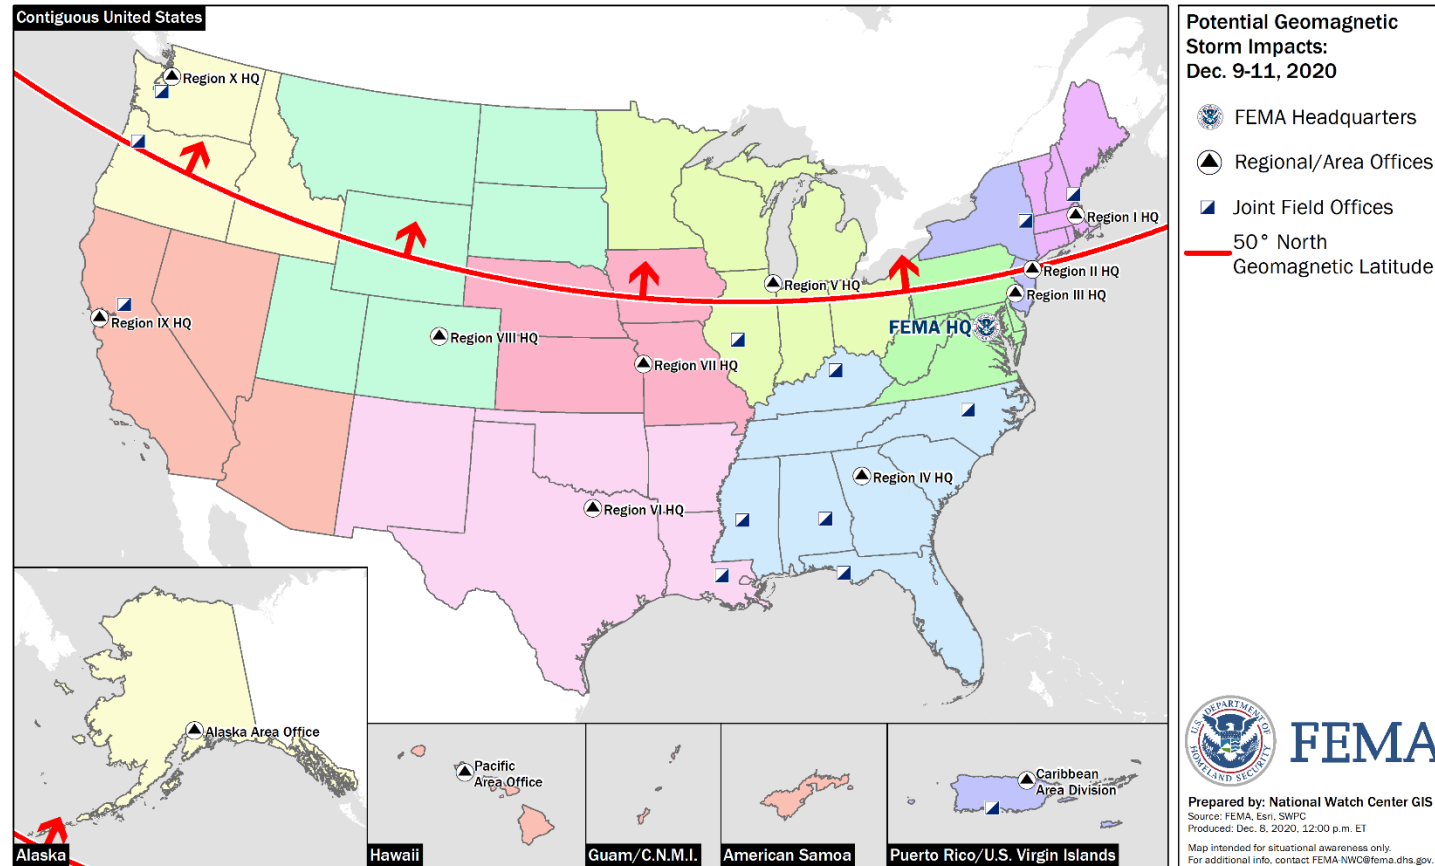 Contiguous United States
Region X HQ
Region I HQ
Region II HQ
Region V HQ
Region III HQ
Region IX HQ
FEMA HQ
Region VIII HQ
Region VII HQ
Region IV HQ
Region VI HQ
Alaska Area Office
Alaska
Pacific
Area Office
Hawaii
Guam/C.N.M.I.
American Samoa
Caribbean
Area Division
Puerto Rico/U.S. Virgin Islands
Potential Geomagnetic
Storm Impacts:
Dec. 9-11, 2020
FEMA Headquarters
Regional/Area Offices
Joint Field Offices
50° North
Geomagnetic Latitude
U.S. DEPARTMENT OF
HOMELAND SECURITY
FEMA
Prepared by: National Watch Center GIS
Source: FEMA, Esri, SWPC
Produced: Dec. 8, 2020, 12:00 p.m. ET
Map intended for situational awareness only.
For additional info, contact FEMA-NWC@fema.dhs.gov.